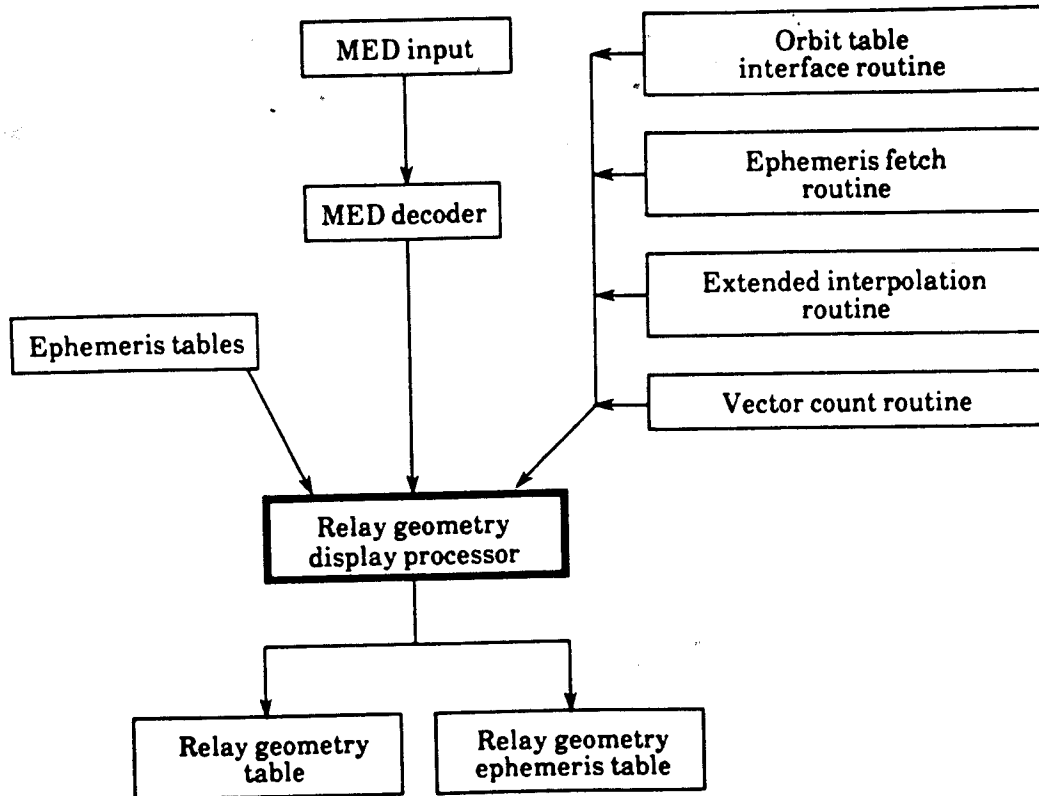 MED input
Orbit table
interface routine
Ephemeris fetch
routine
MED decoder
Extended interpolation
routine
Ephemeris tables
Vector count routine
Relay geometry
display processor
Relay geometry
table
Relay geometry
ephemeris table